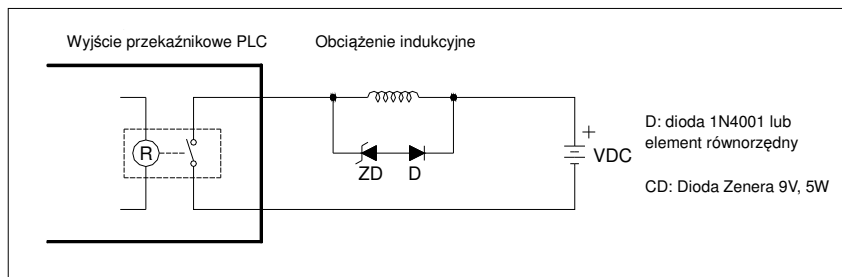 Wyjście przekaźnikowe PLC
Obciążenie indukcyjne
R
ZD
D
+
VDC
D: dioda 1N4001 lub
element równorzędny
CD: Dioda Zenera 9V, 5W